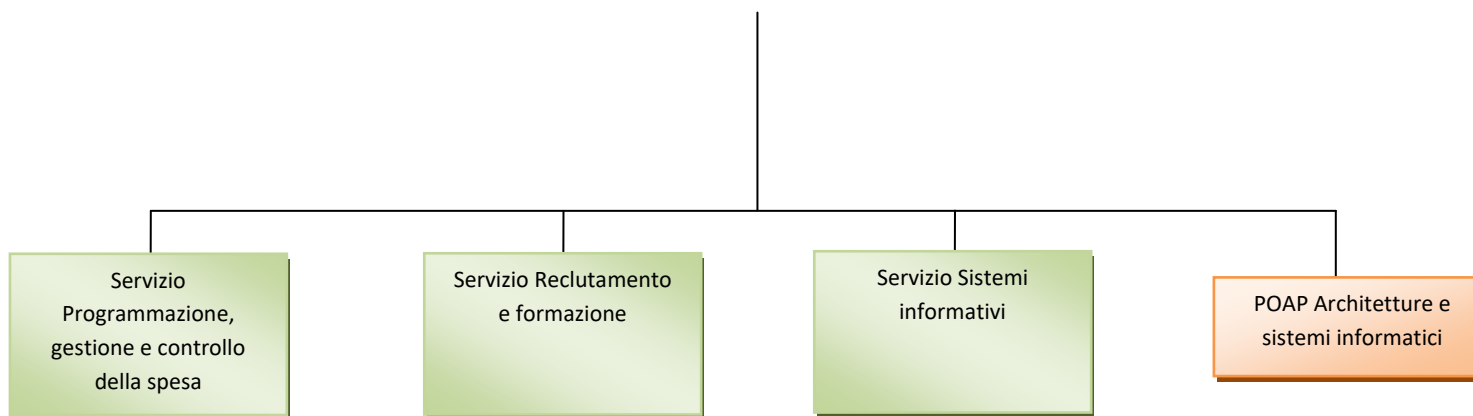 Servizio
Programmazione,
gestione e controllo
della spesa
Servizio Reclutamento
e formazione
Servizio Sistemi
informativi
POAP Architetture e
sistemi informatici